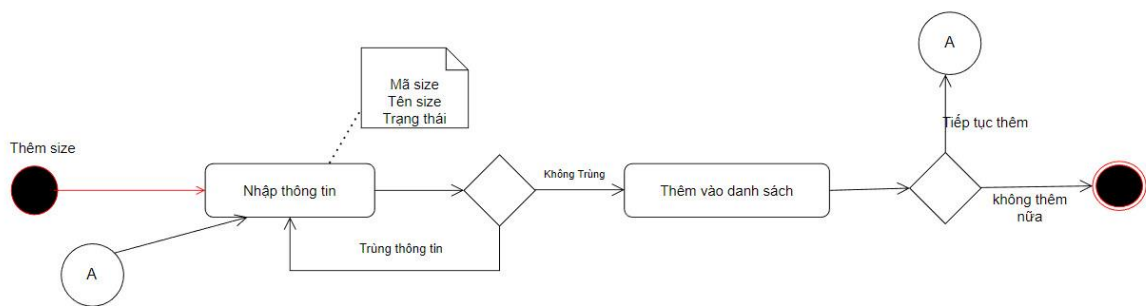 A
Mã size
Tên size
Trạng thái
Tiếp tục thêm
Thêm size
Nhập thông tin
Không Trùng
Thêm vào danh sách
không thêm
nữa
Trùng thông tin
A